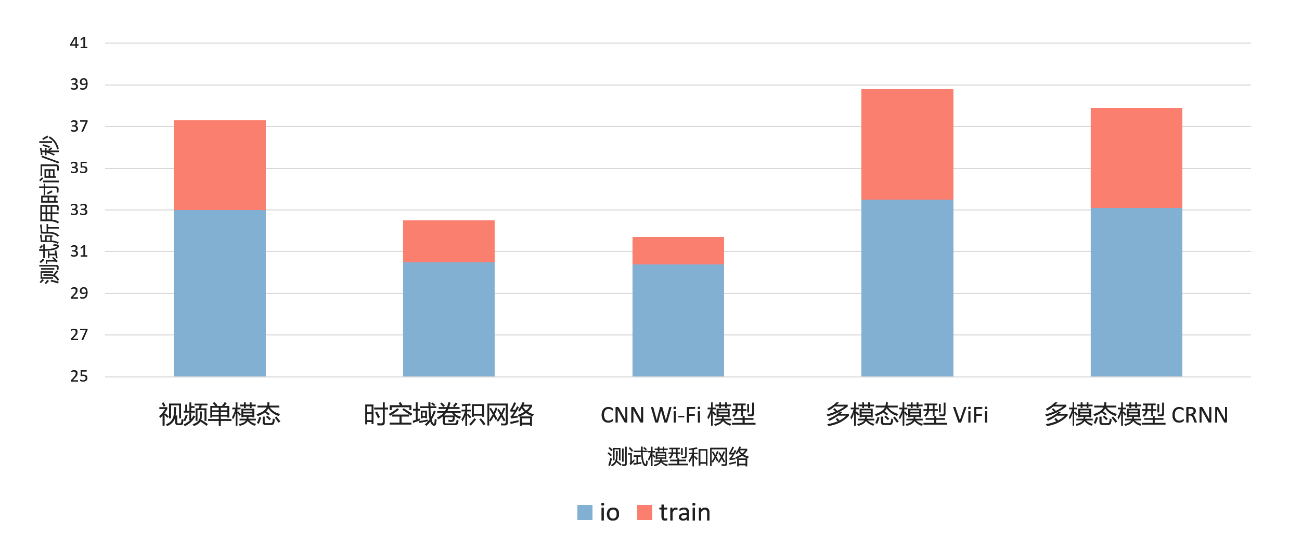 41
39
37
35
33
31
29
27
25
测试所用时间/秒
视频单模态
时空域卷积网络
CNN Wi-Fi 模型
多模态模型 ViFi
多模态模型 CRNN
测试模型和网络
io
train